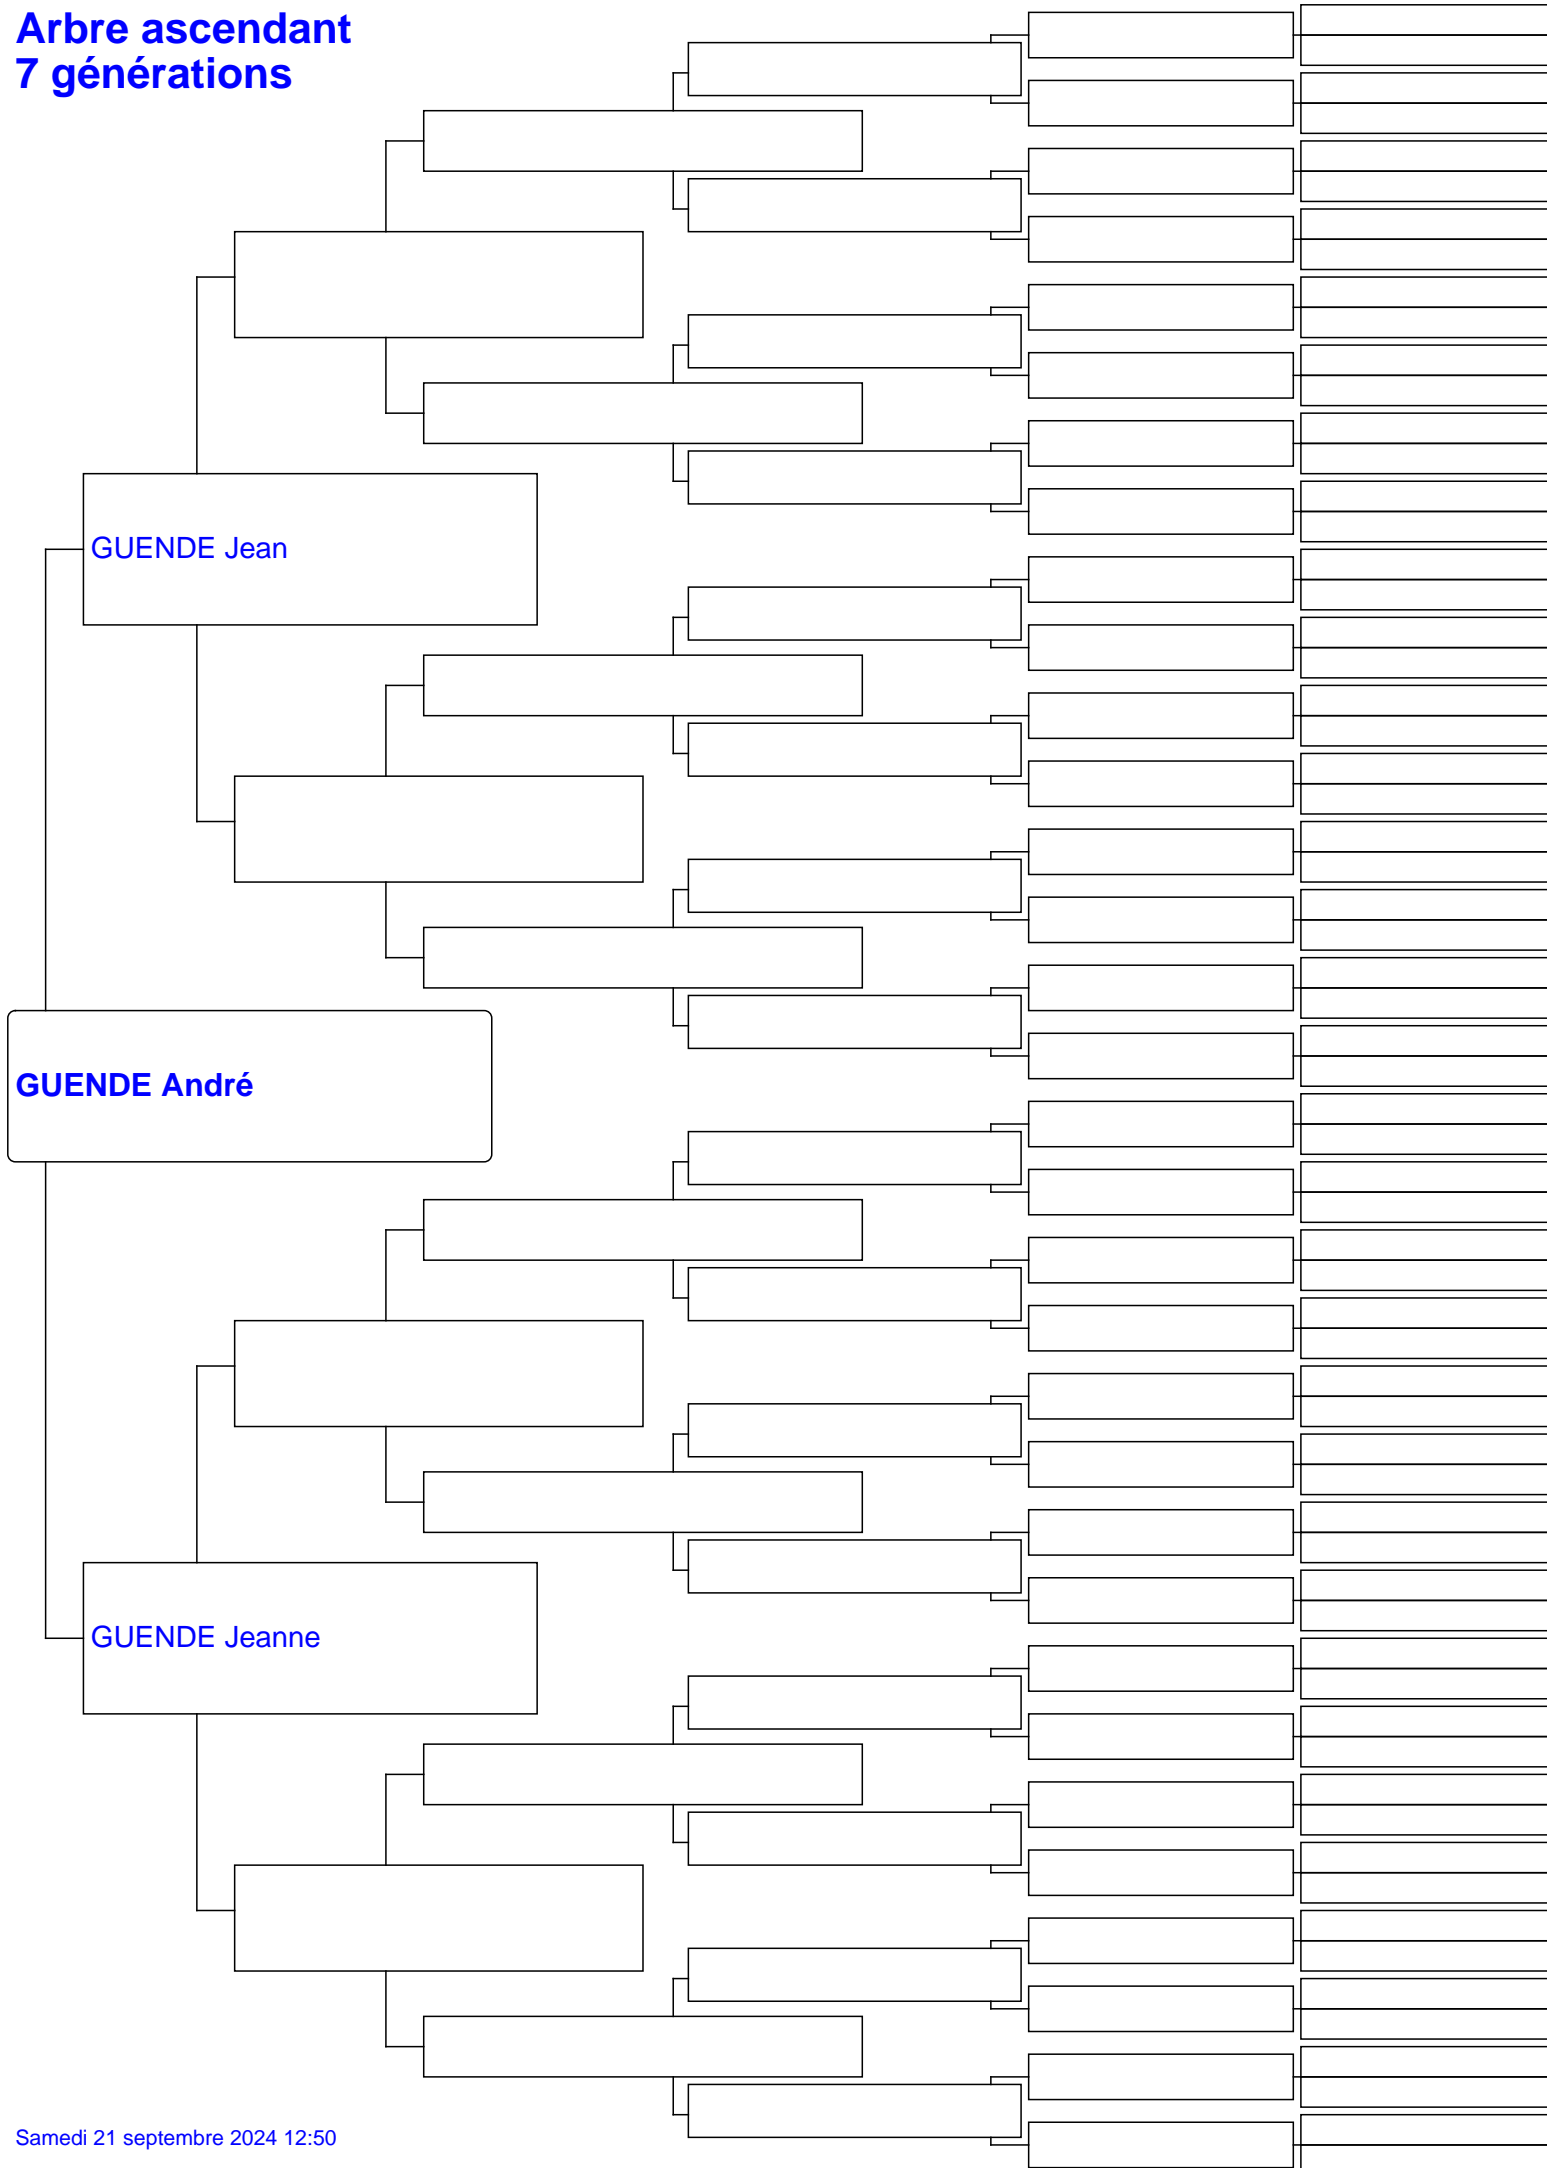 Arbre ascendant
7 générations
GUENDE Jean
GUENDE André
GUENDE Jeanne
Samedi 21 septembre 2024 12:50